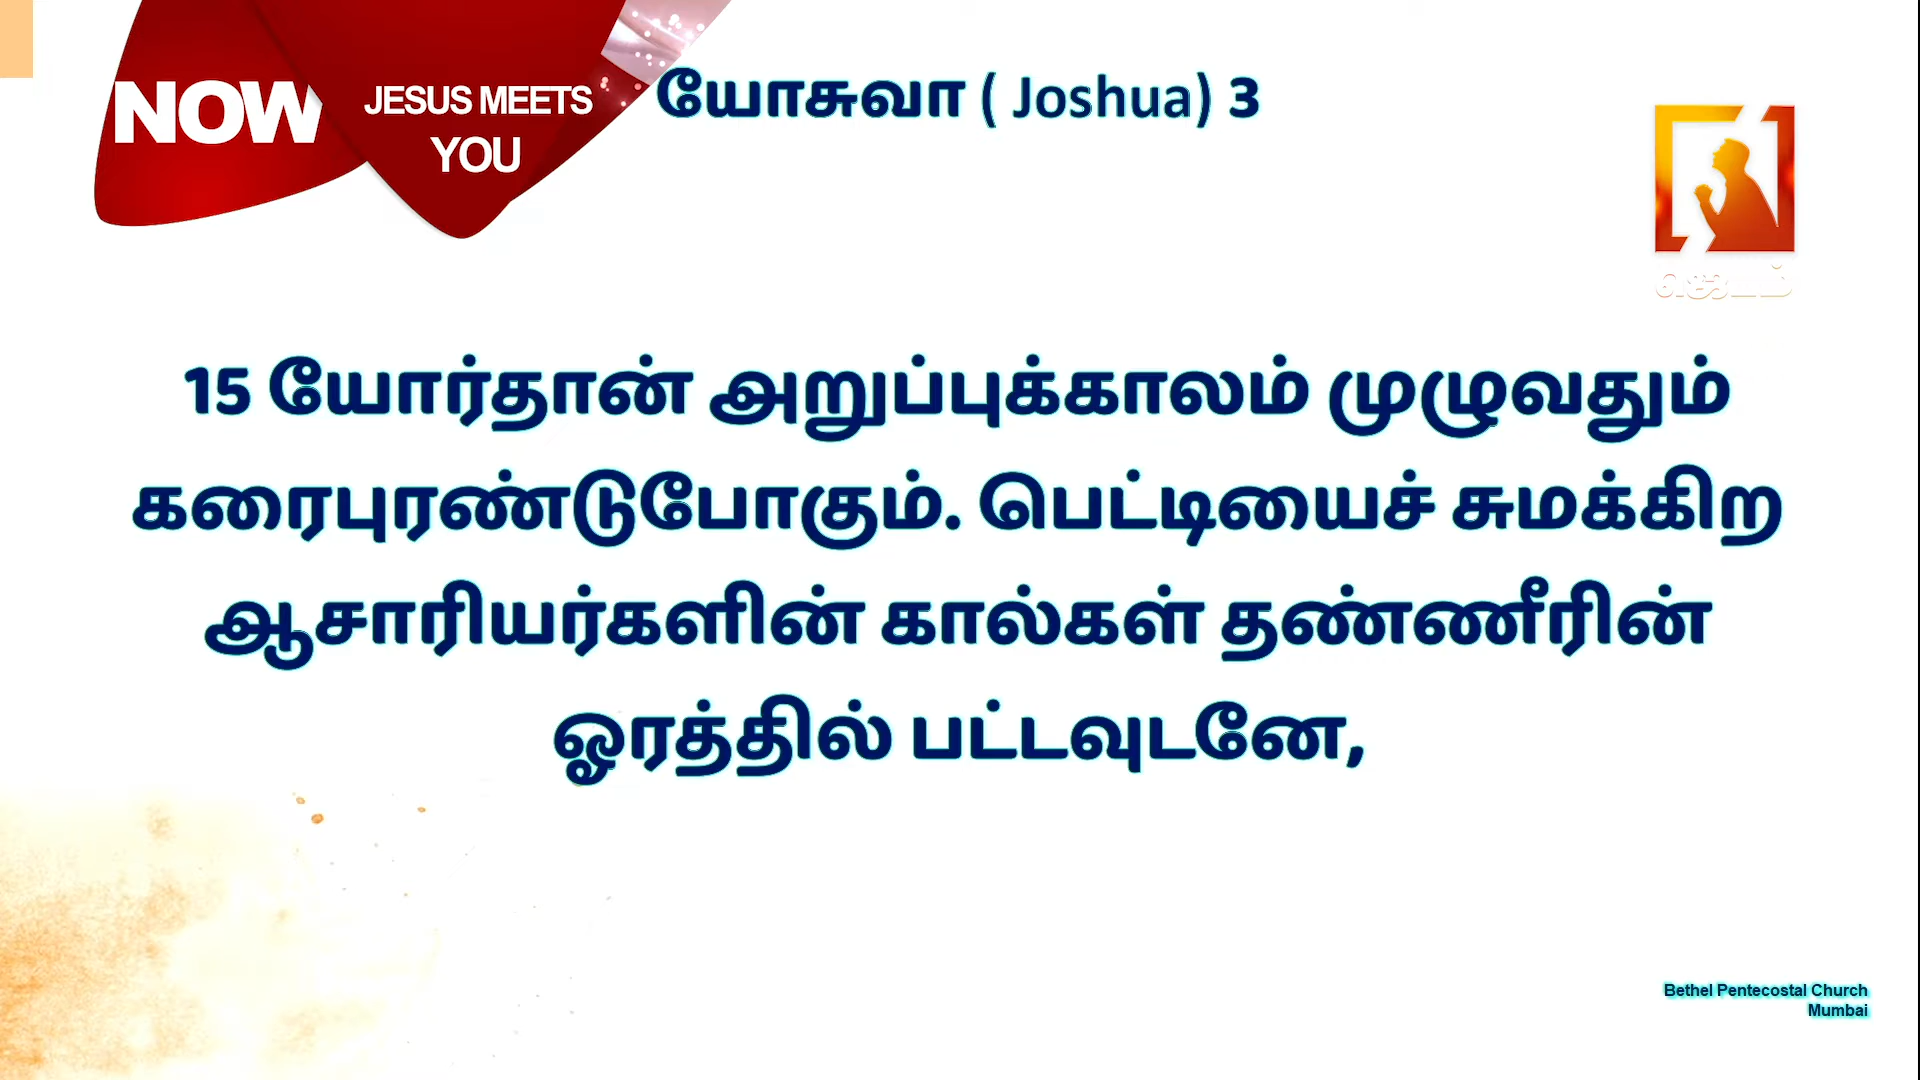 NOW
JESUS MEETS
YOU
யோசுவா ( Joshua) 3
ஜெபம்
15 யோர்தான் அறுப்புக்காலம் முழுவதும்
கரைபுரண்டுபோகும். பெட்டியைச் சுமக்கிற
ஆசாரியர்களின் கால்கள் தண்ணீரின்
ஓரத்தில் பட்டவுடனே,
Bethel Pentecostal Church
Mumbai